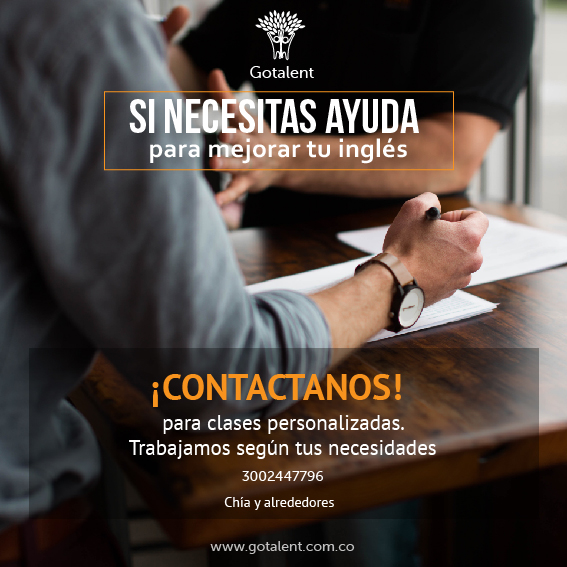 Gotalent
SI NECESITAS AYUDA
para mejorar tu inglés
¡CONTACTANOS!
para clases personalizadas.
Trabajamos según tus necesidades
3002447796
Chía y alrededores
www.gotalent.com.co